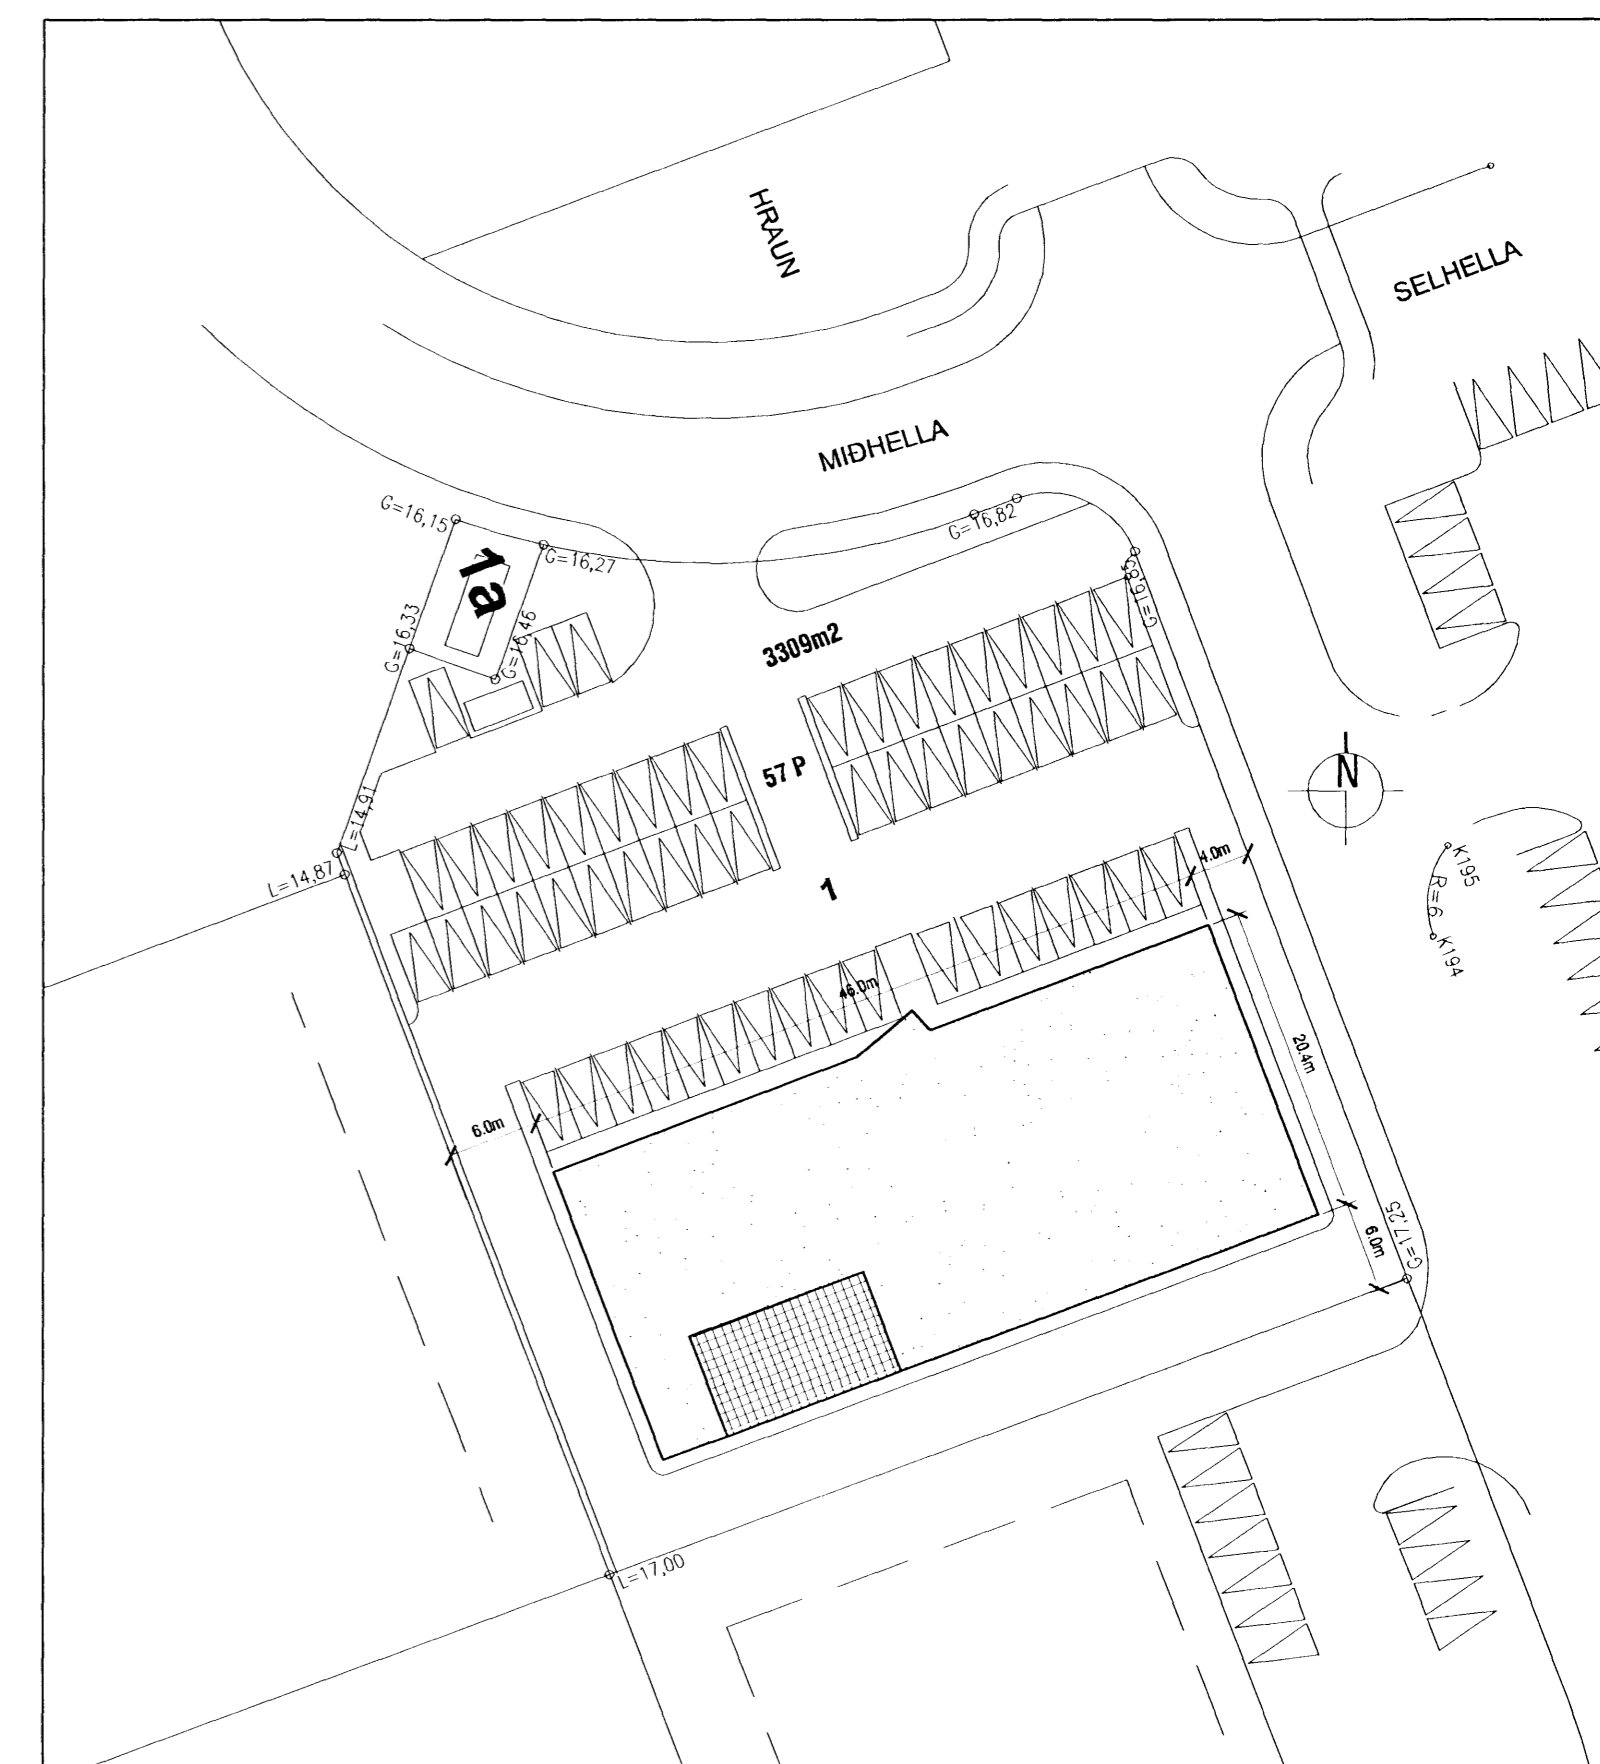 HRAUN
SELHELLA
MIÐHELLA
G=16,15
G=16,82
G=16,27
1a
G=16,85
G=16,33
G=16,46
3309m2
57 P
N
L=14,91
4.0m
K195
L=14,87
1
R=6
K194
46.0m
20.4m
6.0m
G=17,25
6.0m
L=17,00